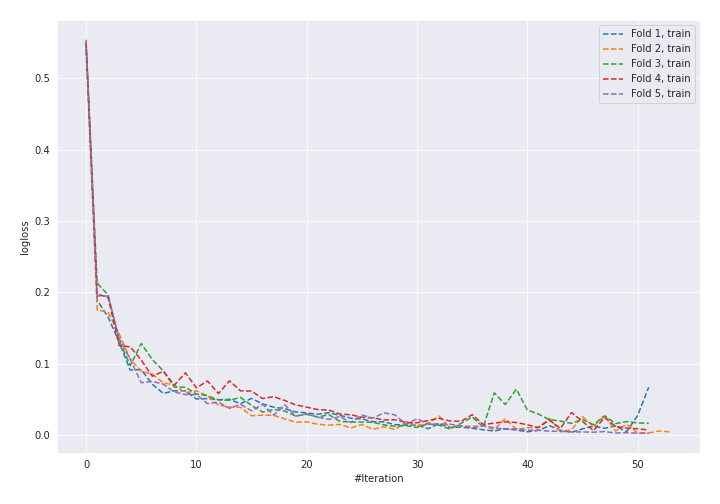 Fold 1, train
Fold 2, train
Fold 3, train
Fold 4, train
Fold 5, train
logloss
0.5
0.4
0.3
0.2
0.1
0.0
0 10 20 30 40 50
#Iteration